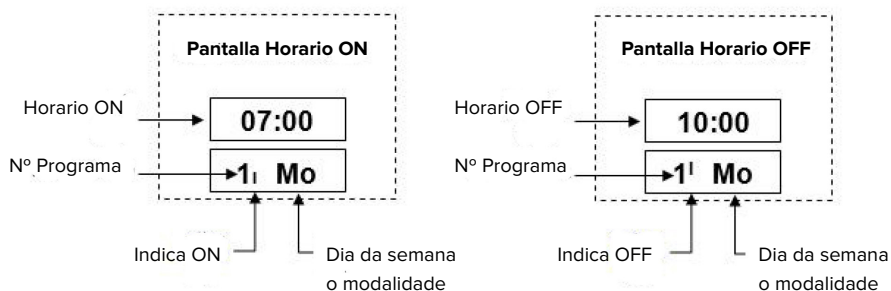 Pantalla Horario ON
Horario ON
07:00
Nº Programa
1ı Mo
Indica ON
Dia da semana
o modalidade
Pantalla Horario OFF
Horario OFF
10:00
Nº Programa
1ᴵ Mo
Indica OFF
Dia da semana
o modalidade